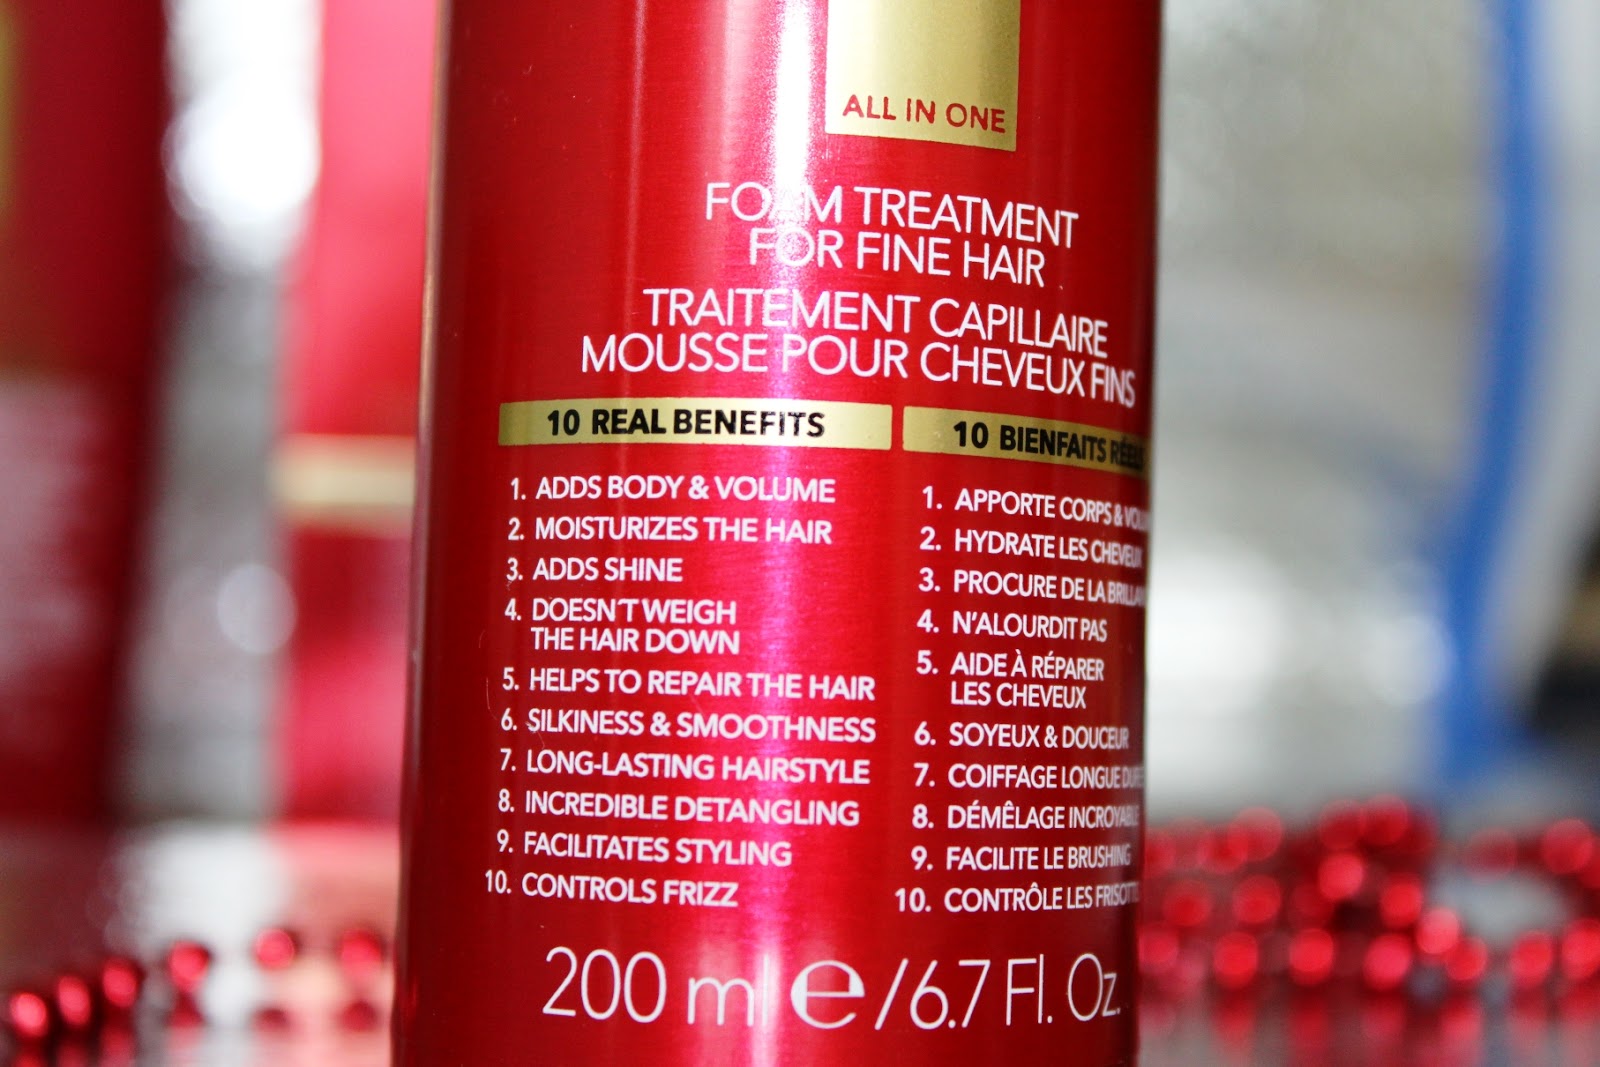 ALL IN ONE
FOAM TREATMENT
FOR FINE HAIR
TRAITEMENT CAPILLAIRE
MOUSSE POUR CHEVEUX FINS
10 REAL BENEFITS
1. ADDS BODY & VOLUME
2. MOISTURIZES THE HAIR
3. ADDS SHINE
4. DOESN'T WEIGH
THE HAIR DOWN
5. HELPS TO REPAIR THE HAIR
6. SILKINESS & SMOOTHNESS
7. LONG-LASTING HAIRSTYLE
8. INCREDIBLE DETANGLING
9. FACILITATES STYLING
10. CONTROLS FRIZZ
10 BIENFAITS RÉELS
1. APPORTE CORPS &
2. HYDRATE LES CHEVEUX
3. PROCURE DE LA
4. N'ALOURDIT PAS
5. AIDE À RÉPARER
LES CHEVEUX
6. SOYEUX & DOUCEUR
7. COIFFAGE LONGUE
8. DÉMÊLAGE INCROYABLE
9. FACILITE LE BRUSHING
10. CONTRÔLE LES
200 ml e/6.7 Fl. Oz.